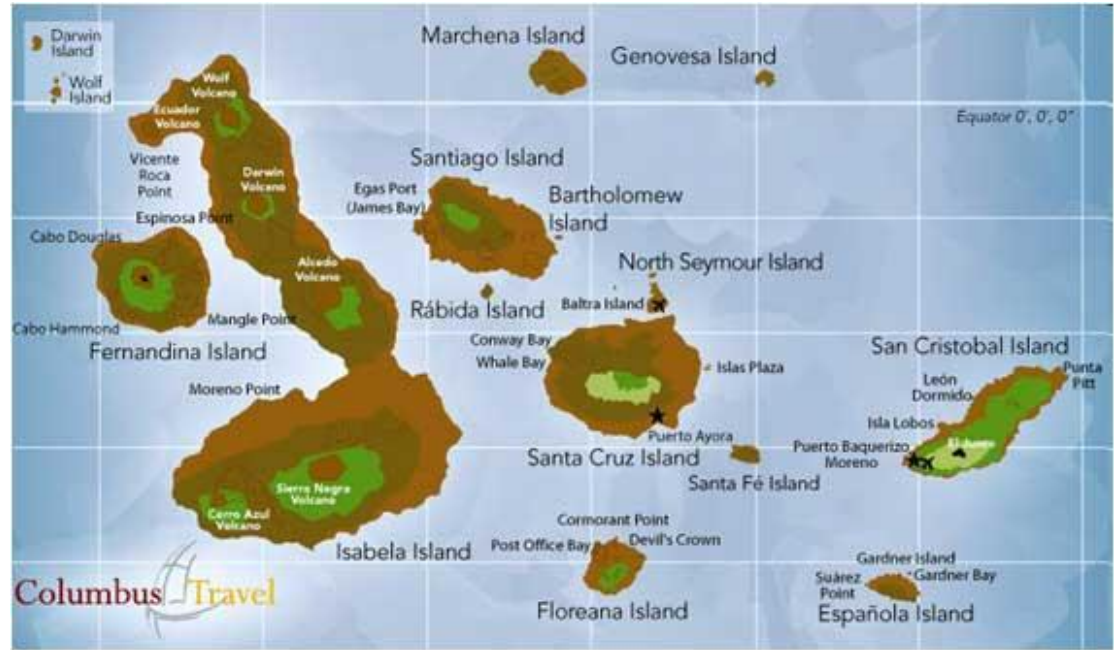 Darwin
Island
Wolf
Island
Marchena Island
Genovesa Island
Equator 0', 0', 0"
Wolf
Volcano
Ecuador
Volcano
Vicente
Roca
Point
Darwin
Volcano
Espinosa Point
Cabo Douglas
Santiago Island
Egas Port
(James Bay)
Bartholomew
Island
Alcedo
Volcano
North Seymour Island
Baltra Island
Rábida Island
Cabo Hammond
Mangle Point
Fernandina Island
Conway Bay
Whale Bay
Islas Plaza
San Cristobal Island
Punta
Pitt
León
Dormido
Isla Lobos
Moreno Point
Puerto Ayora
Santa Cruz Island
Santa Fé Island
Puerto Baquerizo
Moreno
El Junco
Sierra Negra
Volcano
Cerro Azul
Volcano
Isabela Island
Cormorant Point
Post Office Bay
Devil's Crown
Floreana Island
Gardner Island
Gardner Bay
Suárez
Point
Española Island
Columbus Travel